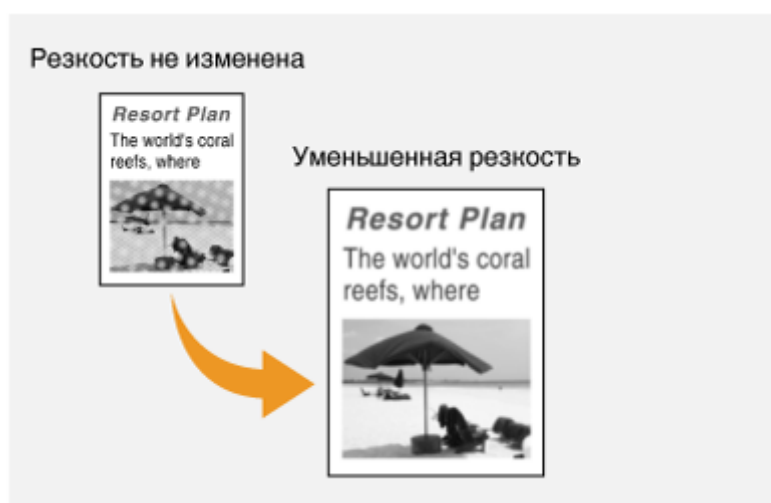 Резкость не изменена
Resort Plan
The world's coral
reefs, where
Уменьшенная резкость
Resort Plan
The world's coral
reefs, where